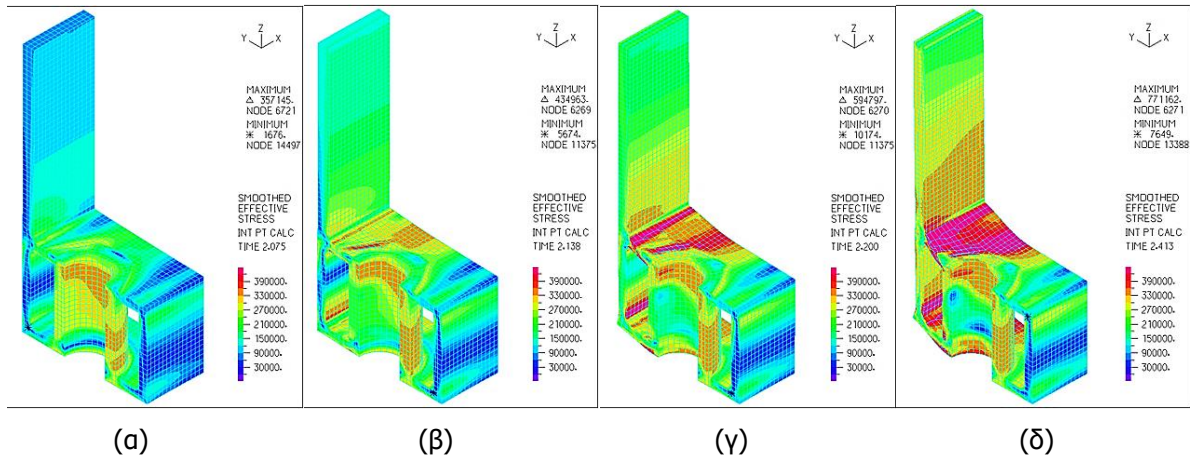 Z
Y X
MAXIMUM
Δ 357145.
NODE 6721
MINIMUM
* 1676.
NODE 14497
SMOOTHED
EFFECTIVE
STRESS
INT PT CALC
TIME 2.075
390000.
330000.
270000.
210000.
150000.
90000.
30000.
Z
Y X
MAXIMUM
Δ 434963.
NODE 6269
MINIMUM
* 5674.
NODE 11375
SMOOTHED
EFFECTIVE
STRESS
INT PT CALC
TIME 2.138
390000.
330000.
270000.
210000.
150000.
90000.
30000.
Z
Y X
MAXIMUM
Δ 594797.
NODE 6270
MINIMUM
* 10174.
NODE 11375
SMOOTHED
EFFECTIVE
STRESS
INT PT CALC
TIME 2.200
390000.
330000.
270000.
210000.
150000.
90000.
30000.
Z
Y X
MAXIMUM
Δ 771162.
NODE 6271
MINIMUM
* 7649.
NODE 13388
SMOOTHED
EFFECTIVE
STRESS
INT PT CALC
TIME 2.413
390000.
330000.
270000.
210000.
150000.
90000.
30000.
(α) (β) (γ) (δ)